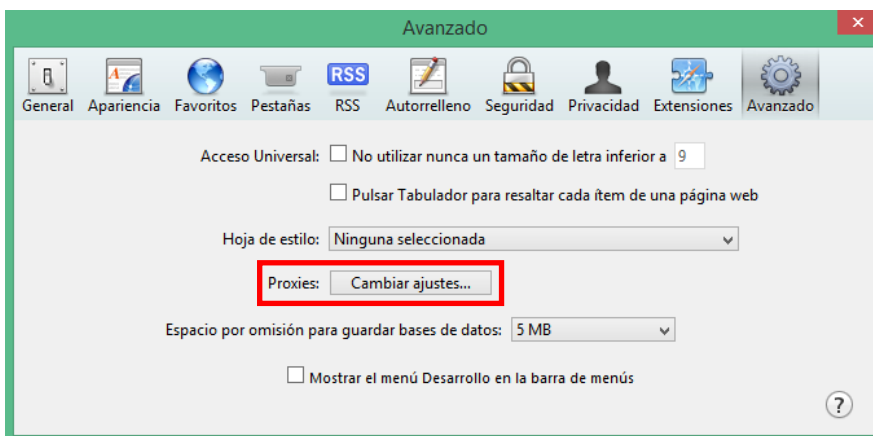 Avanzado
RSS
General Apariencia Favoritos Pestañas RSS Autorrelleno Seguridad Privacidad Extensiones Avanzado
Acceso Universal: No utilizar nunca un tamaño de letra inferior a 9
Pulsar Tabulador para resaltar cada ítem de una página web
Hoja de estilo: Ninguna seleccionada
Proxies: Cambiar ajustes...
Espacio por omisión para guardar bases de datos: 5 MB
Mostrar el menú Desarrollo en la barra de menús
?